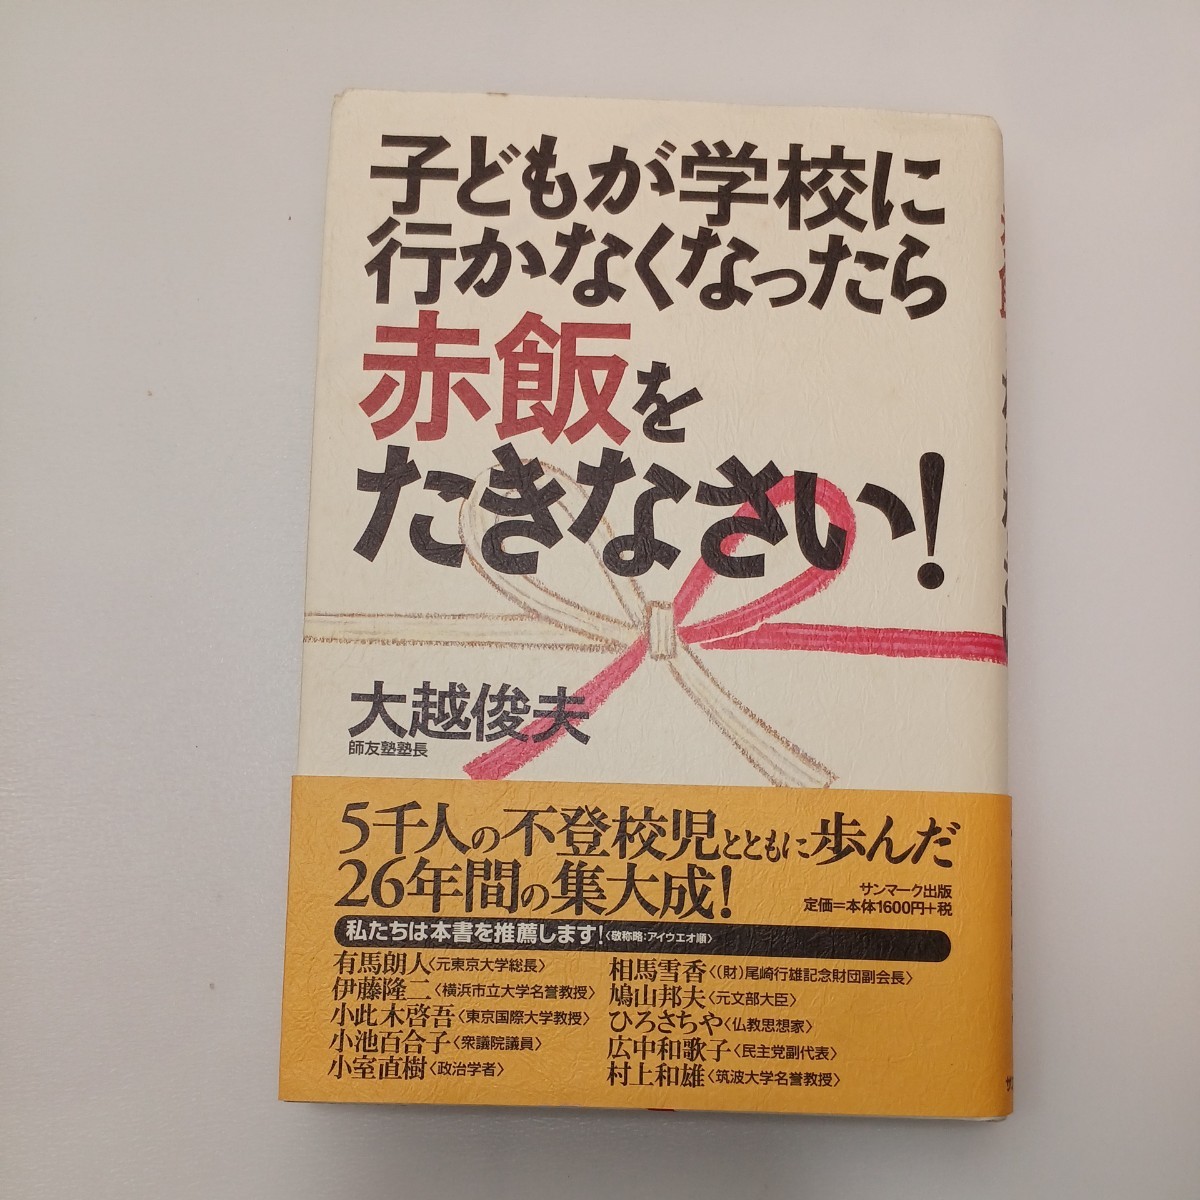 子どもが学校に
行かなくなったら
赤飯を
たきなさい!
大越俊夫
師友塾塾長
5千人の不登校児とともに歩んだ
26年間の集大成!
サンマーク出版
定価=本体1600円+税
私たちは本書を推薦します!〈敬称略:アイウエオ順〉
有馬朗人〈元東京大学総長〉
伊藤隆二〈横浜市立大学名誉教授〉
小此木啓吾〈東京国際大学教授〉
小池百合子〈衆議院議員〉
小室直樹〈政治学者〉
相馬雪香〈(財)尾崎行雄記念財団副会長〉
鳩山邦夫〈元文部大臣〉
ひろさちや〈仏教思想家〉
広中和歌子〈民主党副代表〉
村上和雄〈筑波大学名誉教授〉